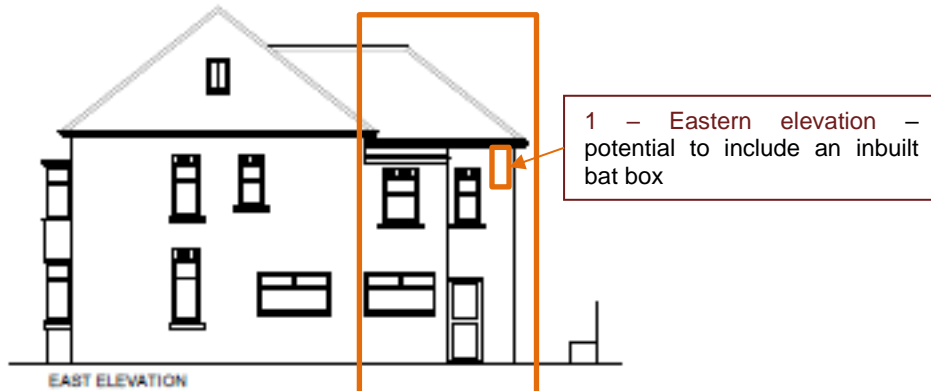 1 – Eastern elevation –
potential to include an inbuilt
bat box
EAST ELEVATION